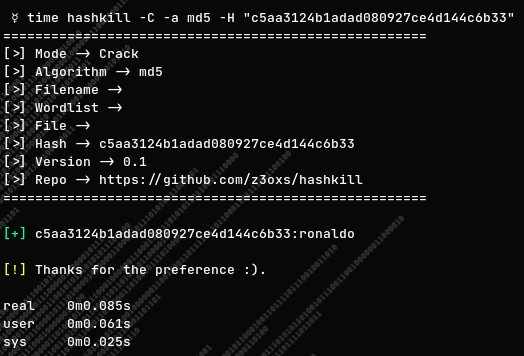 ☿ time hashkill -C -a md5 -H "c5aa3124b1adad080927ce4d144c6b33"
=====================================================
[>] Mode -> Crack
[>] Algorithm -> md5
[>] Filename ->
[>] Wordlist ->
[>] File ->
[>] Hash -> c5aa3124b1adad080927ce4d144c6b33
[>] Version -> 0.1
[>] Repo -> https://github.com/z3oxs/hashkill
=====================================================
[+] c5aa3124b1adad080927ce4d144c6b33:ronaldo
[!] Thanks for the preference :).
real 0m0.085s
user 0m0.061s
sys 0m0.025s